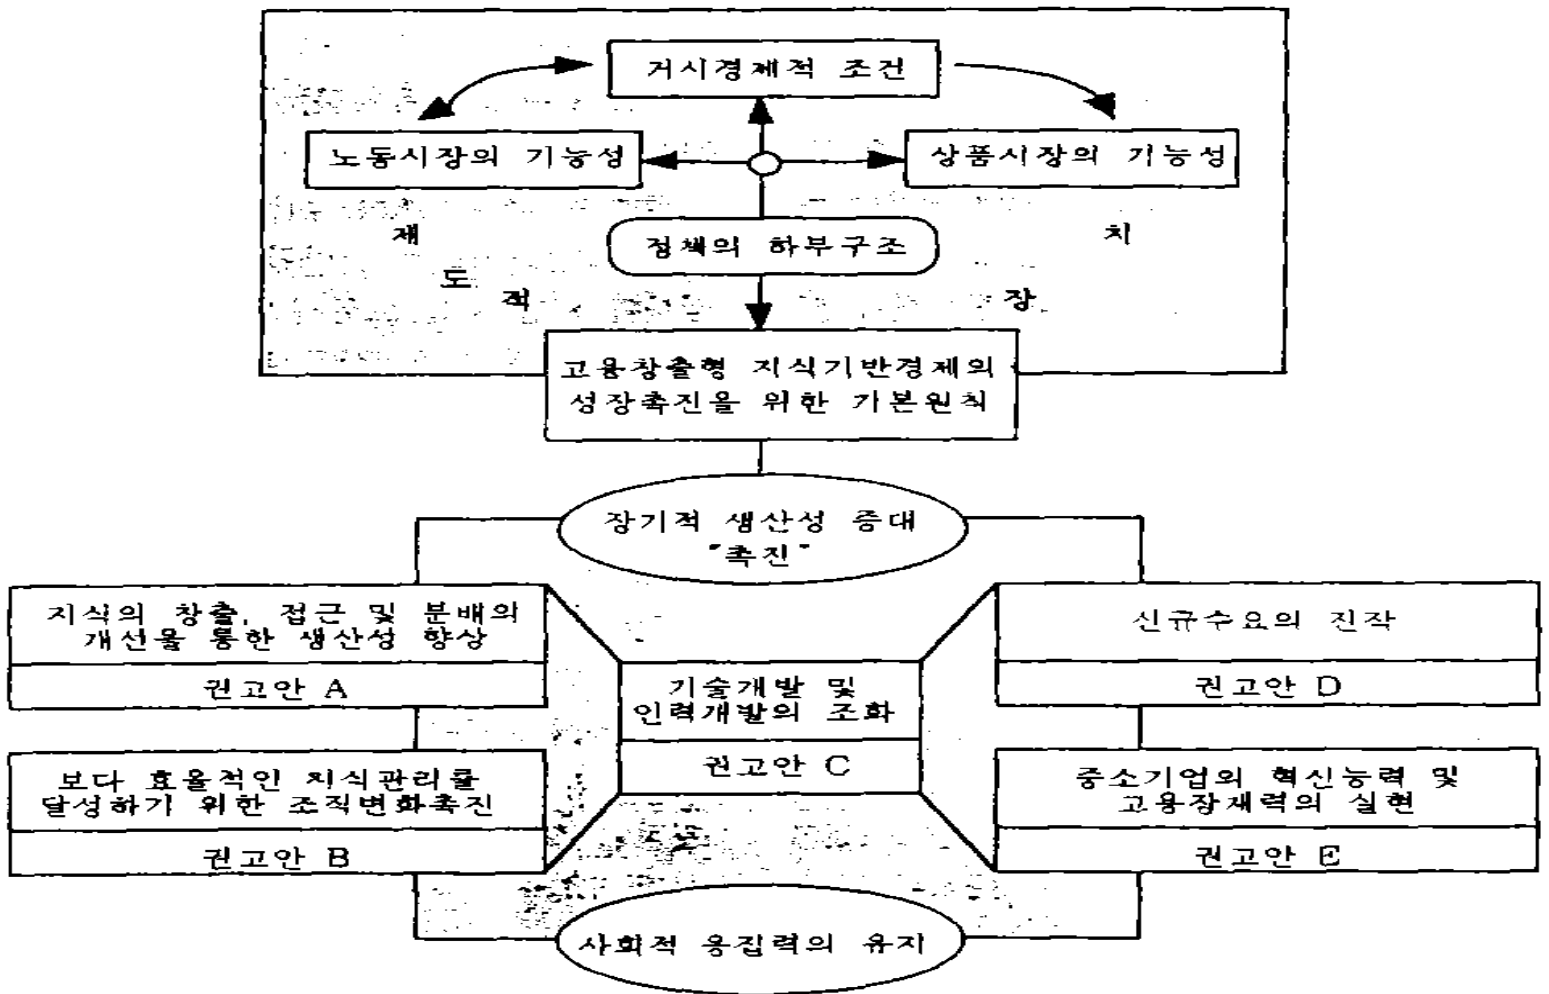 거시경제적 조건
노동시장의 기능성
상품시장의 기능성
제
도
적
장
치
정책의 하부구조
고용창출형 지식기반경제의
성장촉진을 위한 기본원칙
장기적 생산성 증대
"촉진"
지식의 창출, 접근 및 분배의
개선을 통한 생산성 향상
권고안 A
보다 효율적인 지식관리를
달성하기 위한 조직변화촉진
권고안 B
기술개발 및
인력개발의 조화
권고안 C
신규수요의 진작
권고안 D
중소기업의 혁신능력 및
고용잠재력의 실현
권고안 E
사회적 응집력의 유지